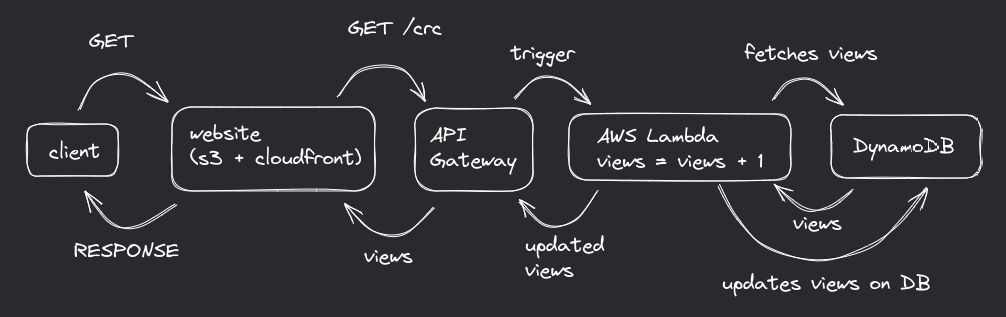 GET
GET /crc
trigger
fetches views
client
website
(s3 + cloudfront)
API
Gateway
AWS Lambda
views = views + 1
DynamoDB
RESPONSE
views
updated
views
views
updates views on DB